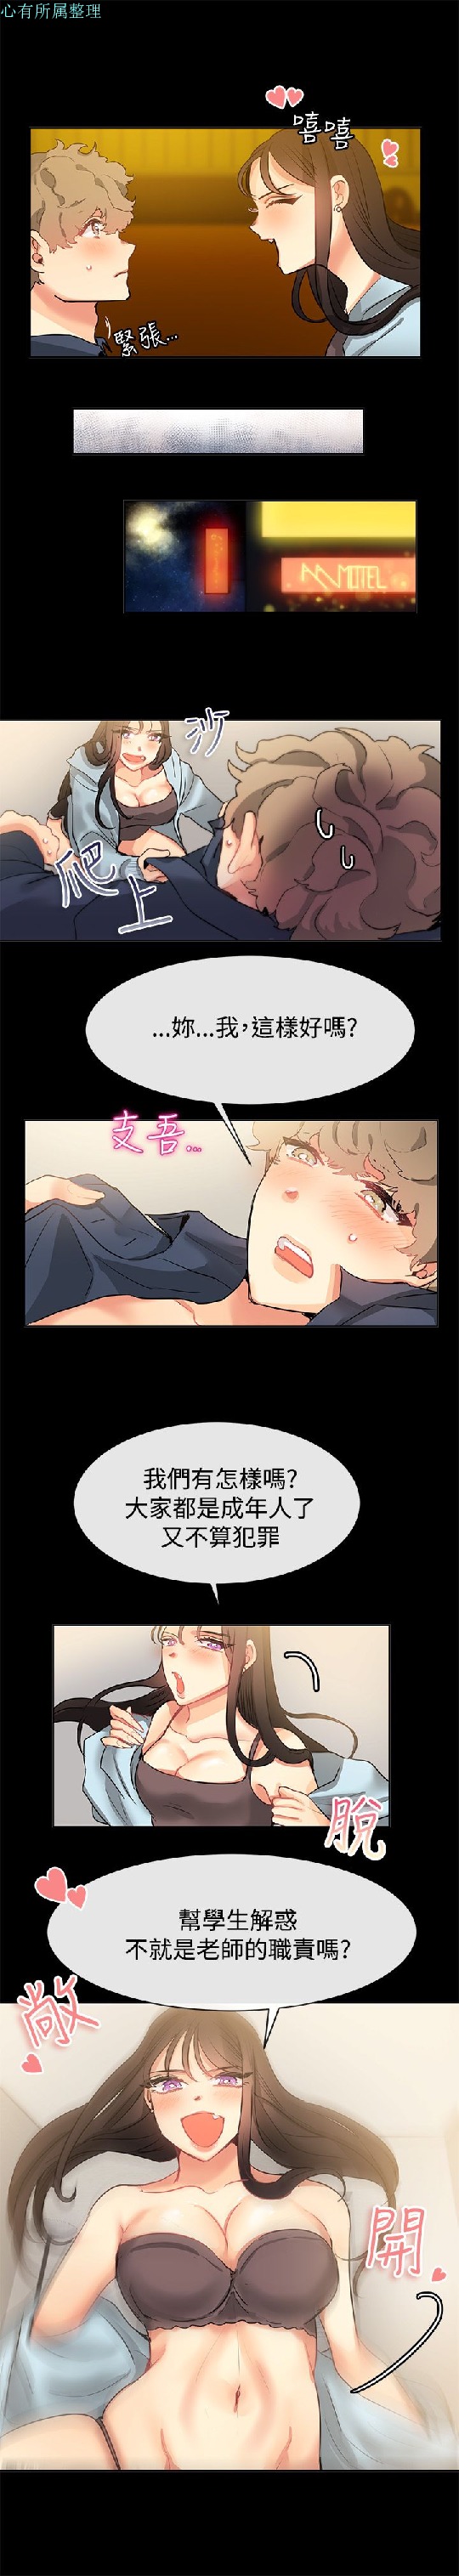 心有所属整理
嘻嘻
緊張...
MOTEL
沙
爬上
...妳...我，這樣好嗎?
支吾...
我們有怎樣嗎?
大家都是成年人了
又不算犯罪
脫
幫學生解惑
不就是老師的職責嗎?
敞
開